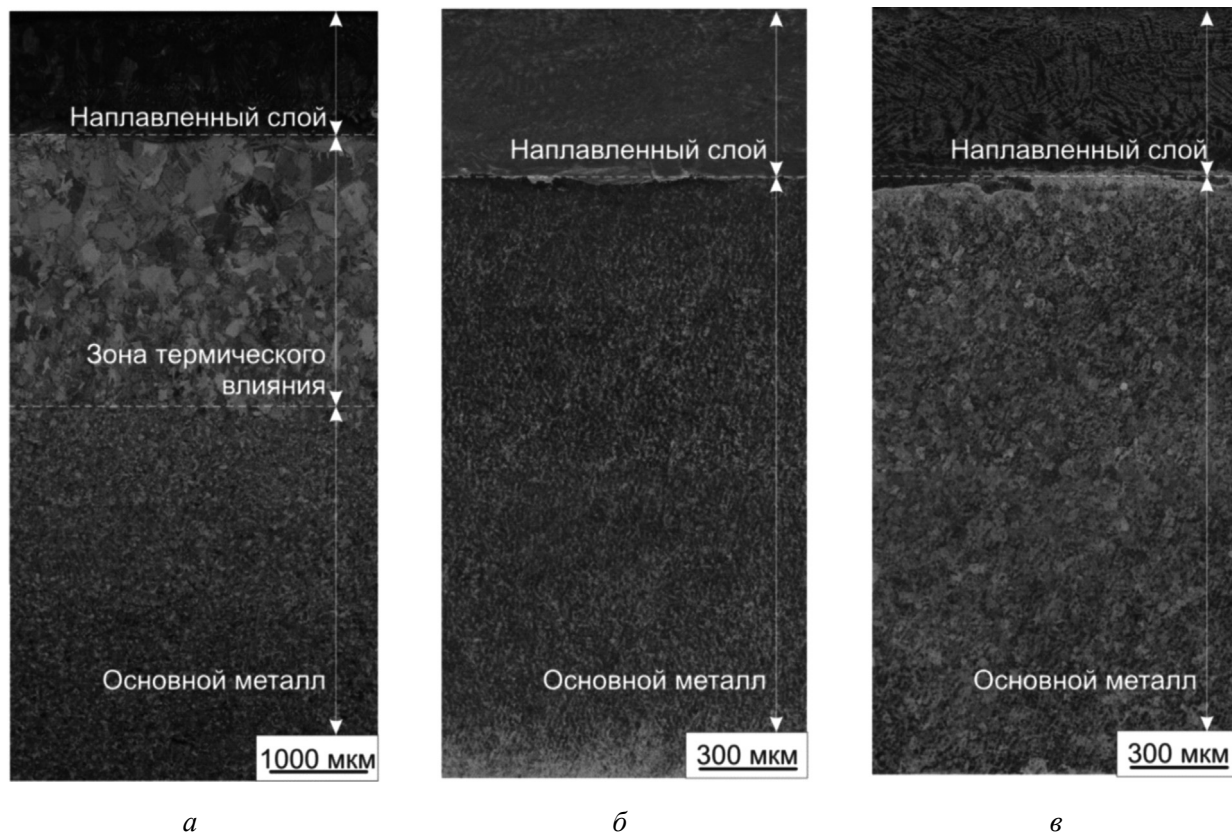 Наплавленный слой
Зона термического
влияния
Основной металл
1000 мкм
а
Наплавленный слой
Основной металл
300 мкм
б
Наплавленный слой
Основной металл
300 мкм
в